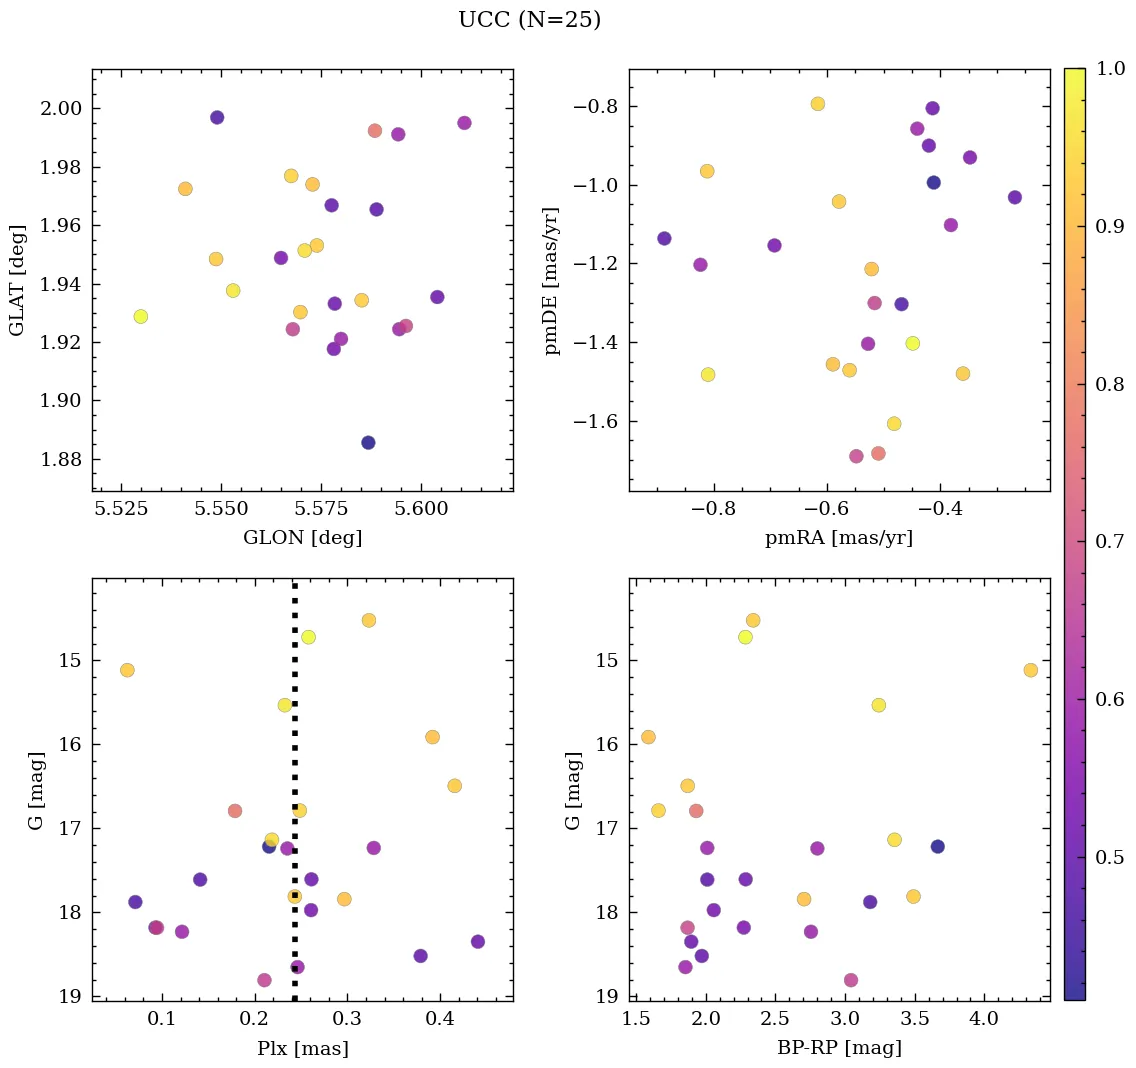 UCC (N=25)
2.00
1.98
1.96
1.94
1.92
1.90
1.88
GLAT [deg]
5.525 5.550 5.575 5.600
GLON [deg]
−0.8
−1.0
−1.2
−1.4
−1.6
pmDE [mas/yr]
−0.8 −0.6 −0.4
pmRA [mas/yr]
15
16
17
18
19
G [mag]
0.1 0.2 0.3 0.4
Plx [mas]
15
16
17
18
19
G [mag]
1.5 2.0 2.5 3.0 3.5 4.0
BP-RP [mag]
1.0
0.9
0.8
0.7
0.6
0.5